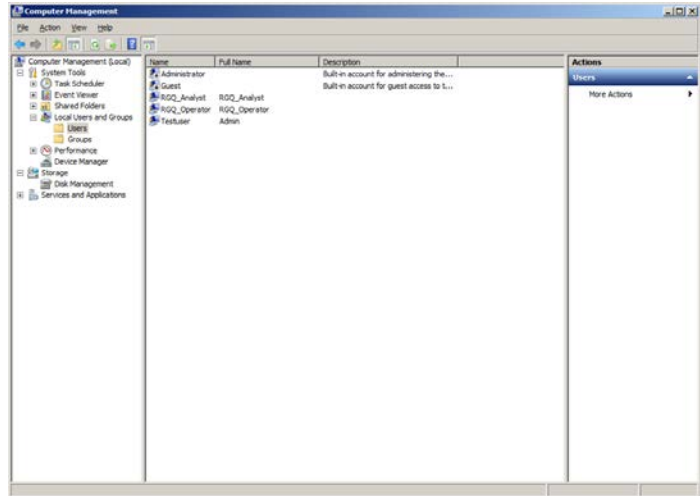 Computer Management
File Action View Help
Computer Management (Local)
System Tools
Task Scheduler
Event Viewer
Shared Folders
Local Users and Groups
Users
Groups
Performance
Device Manager
Storage
Disk Management
Services and Applications
Name Full Name Description
Administrator Built-in account for administering the...
Guest Built-in account for guest access to t...
RGQ_Analyst RGQ_Analyst
RGQ_Operator RGQ_Operator
Testuser Admin
Actions
Users
More Actions